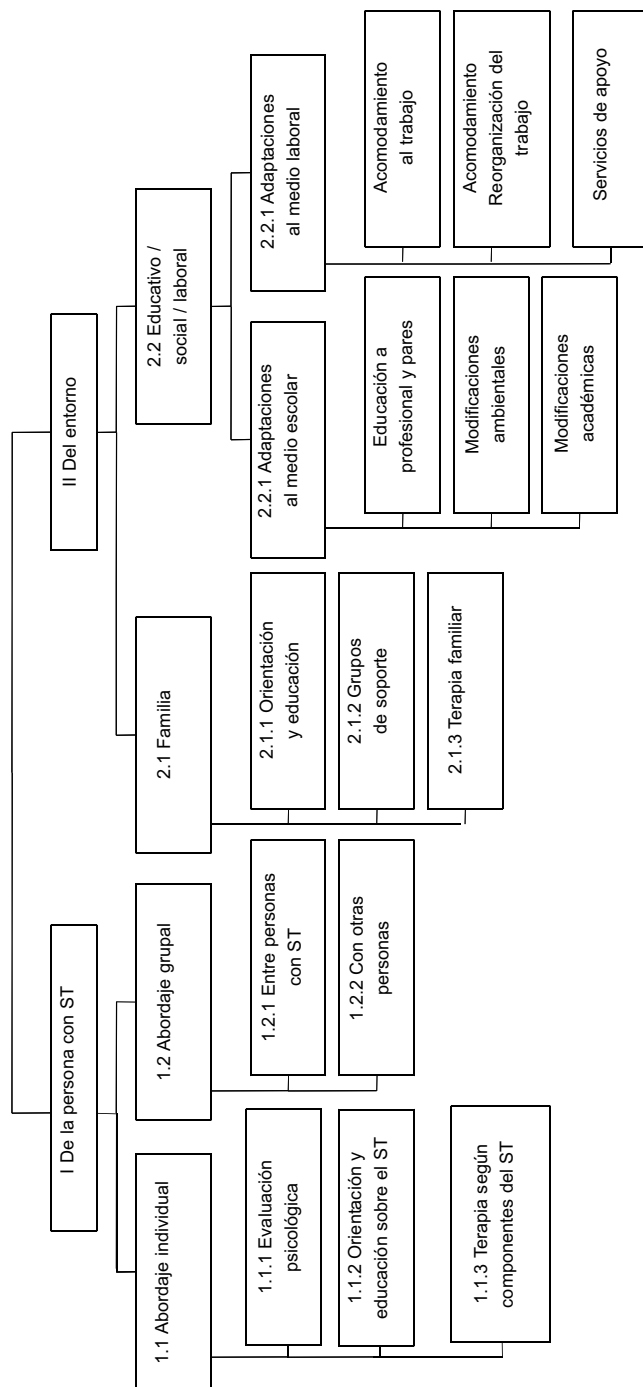 I De la persona con ST
1.1 Abordaje individual
1.1.1 Evaluación
psicológica
1.1.2 Orientación y
educación sobre el ST
1.1.3 Terapia según
componentes del ST
1.2 Abordaje grupal
1.2.1 Entre personas
con ST
1.2.2 Con otras
personas
II Del entorno
2.1 Familia
2.1.1 Orientación
y educación
2.1.2 Grupos
de soporte
2.1.3 Terapia familiar
2.2 Educativo /
social / laboral
2.2.1 Adaptaciones
al medio escolar
Educación a
profesional y pares
Modificaciones
ambientales
Modificaciones
académicas
2.2.1 Adaptaciones
al medio laboral
Acomodamiento
al trabajo
Acomodamiento
Reorganización del
trabajo
Servicios de apoyo